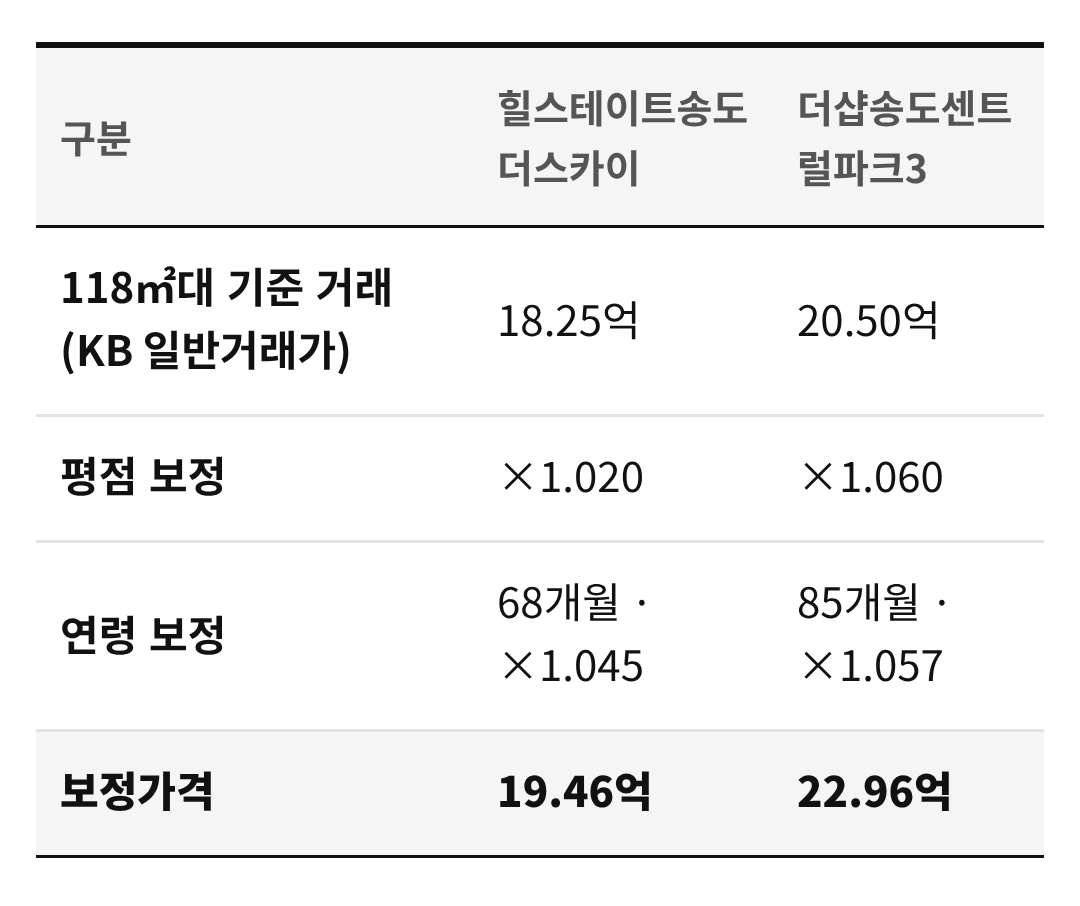 구분
힐스테이트송도
더스카이
더샵송도센트
럴파크3
118㎡대 기준 거래
(KB 일반거래가)
18.25억
20.50억
평점 보정
×1.020
×1.060
연령 보정
68개월 ·
×1.045
85개월 ·
×1.057
보정가격
19.46억
22.96억